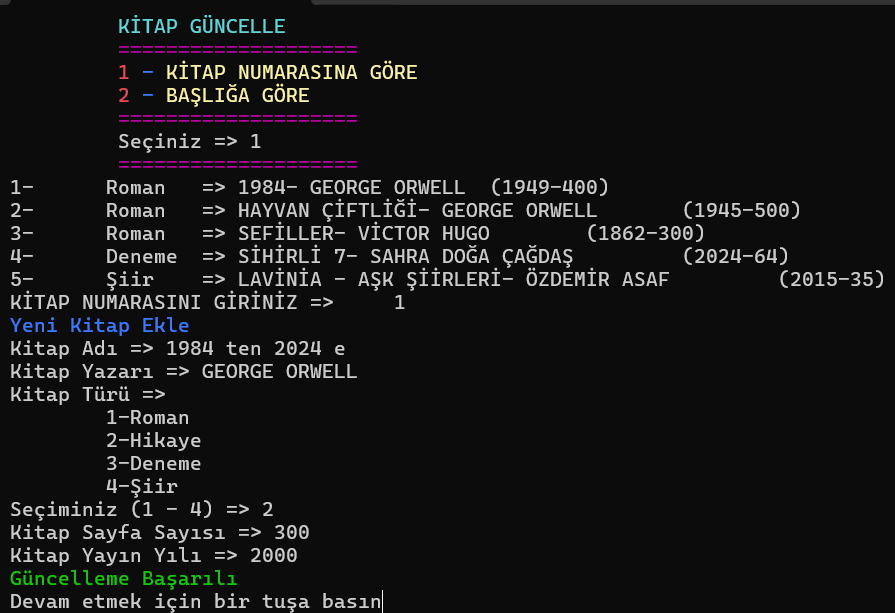 KİTAP GÜNCELLE
====================
1 - KİTAP NUMARASINA GÖRE
2 - BAŞLIĞA GÖRE
====================
Seçiniz => 1
====================
1- Roman => 1984- GEORGE ORWELL (1949-400)
2- Roman => HAYVAN ÇİFTLİĞİ- GEORGE ORWELL (1945-500)
3- Roman => SEFİLLER- VİCTOR HUGO (1862-300)
4- Deneme => SİHİRLİ 7- SAHRA DOĞA ÇAĞDAŞ (2024-64)
5- Şiir => LAVİNİA - AŞK ŞİİRLERİ- ÖZDEMİR ASAF (2015-35)
KİTAP NUMARASINI GİRİNİZ => 1
Yeni Kitap Ekle
Kitap Adı => 1984 ten 2024 e
Kitap Yazarı => GEORGE ORWELL
Kitap Türü =>
1-Roman
2-Hikaye
3-Deneme
4-Şiir
Seçiminiz (1 - 4) => 2
Kitap Sayfa Sayısı => 300
Kitap Yayın Yılı => 2000
Güncelleme Başarılı
Devam etmek için bir tuşa basın